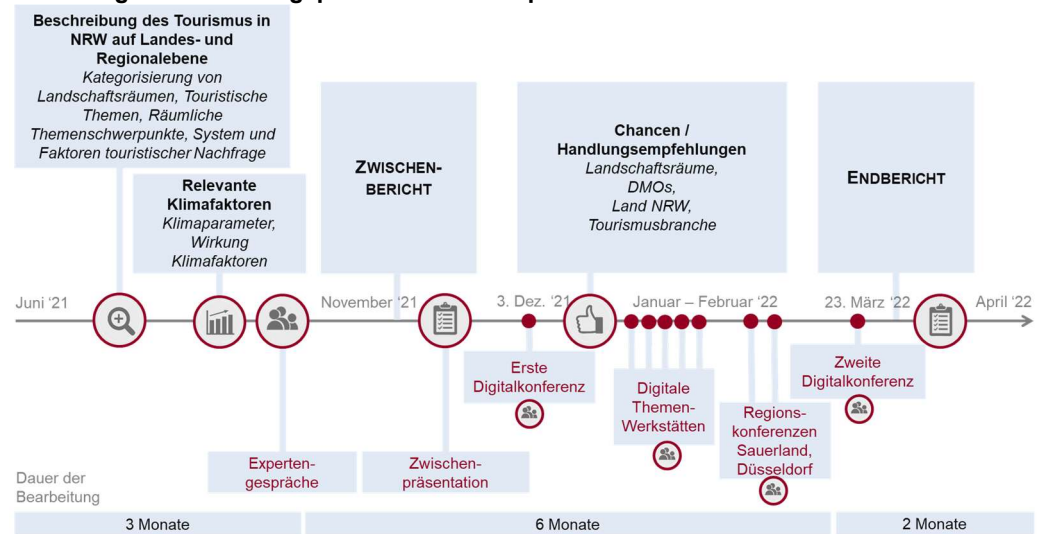 Beschreibung des Tourismus in
NRW auf Landes- und
Regionalebene
Kategorisierung von
Landschaftsräumen, Touristische
Themen, Räumliche
Themenschwerpunkte, System und
Faktoren touristischer Nachfrage
Relevante
Klimafaktoren
Klimaparameter,
Wirkung
Klimafaktoren
ZWISCHEN-
BERICHT
Chancen /
Handlungsempfehlungen
Landschaftsräume,
DMOs,
Land NRW,
Tourismusbranche
ENDBERICHT
Juni ‘21
November ‘21
3. Dez. ‘21
Januar – Februar ‘22
23. März ‘22
April ‘22
Erste
Digitalkonferenz
Digitale
Themen-
Werkstätten
Regions-
konferenzen
Sauerland,
Düsseldorf
Zweite
Digitalkonferenz
Experten-
gespräche
Zwischen-
präsentation
Dauer der
Bearbeitung
3 Monate
6 Monate
2 Monate